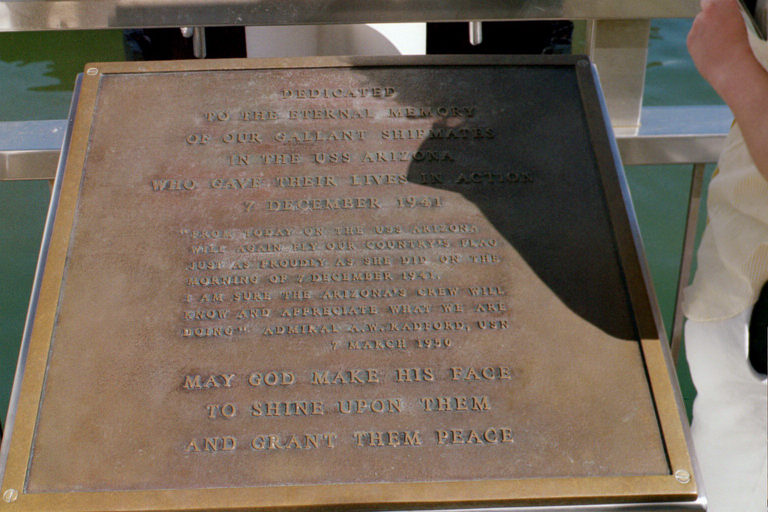 DEDICATED
TO THE ETERNAL MEMORY
OF OUR GALLANT SHIPMATES
IN THE USS ARIZONA
WHO GAVE THEIR LIVES IN ACTION
7 DECEMBER 1941
"FROM TODAY ON THE USS ARIZONA
WILL AGAIN FLY OUR COUNTRY'S FLAG
JUST AS PROUDLY AS SHE DID ON THE
MORNING OF 7 DECEMBER 1941.
I AM SURE THE ARIZONA'S CREW WILL
KNOW AND APPRECIATE WHAT WE ARE
DOING" ADMIRAL A.W. RADFORD, USN
7 MARCH 1950
MAY GOD MAKE HIS FACE
TO SHINE UPON THEM
AND GRANT THEM PEACE